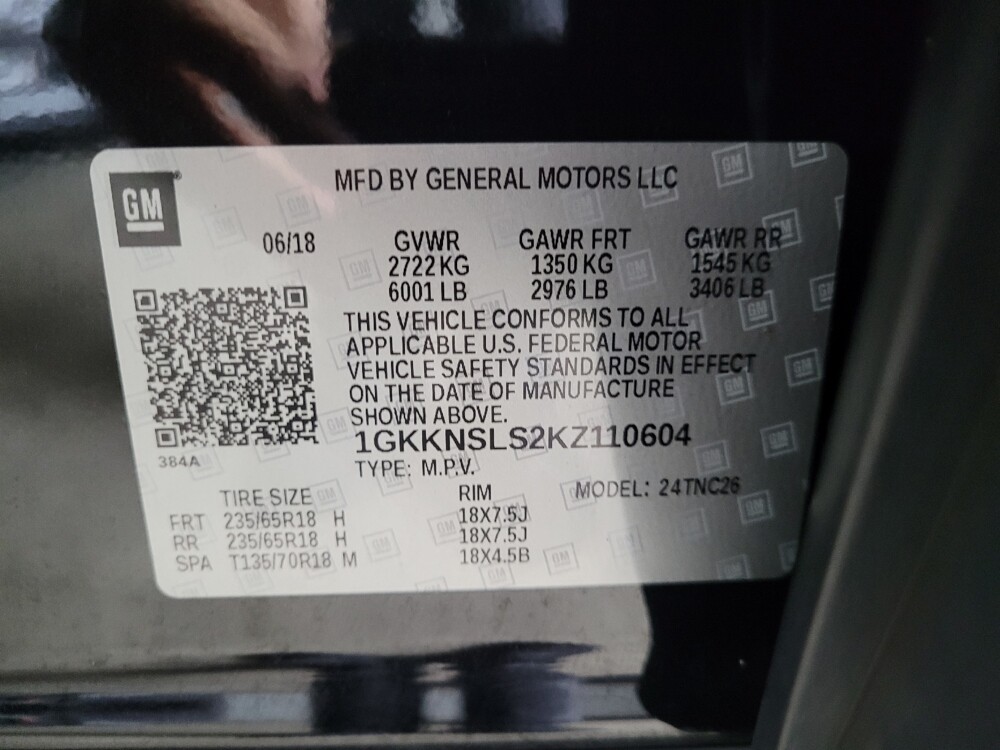 GM®
MFD BY GENERAL MOTORS LLC
06/18 GVWR GAWR FRT GAWR RR
2722 KG 1350 KG 1545 KG
6001 LB 2976 LB 3406 LB
THIS VEHICLE CONFORMS TO ALL
APPLICABLE U.S. FEDERAL MOTOR
VEHICLE SAFETY STANDARDS IN EFFECT
ON THE DATE OF MANUFACTURE
SHOWN ABOVE.
1GKKNSLS2KZ110604
384A
TYPE: M.P.V.
MODEL: 24TNC26
TIRE SIZE RIM
FRT 235/65R18 H 18X7.5J
RR 235/65R18 H 18X7.5J
SPA T135/70R18 M 18X4.5B